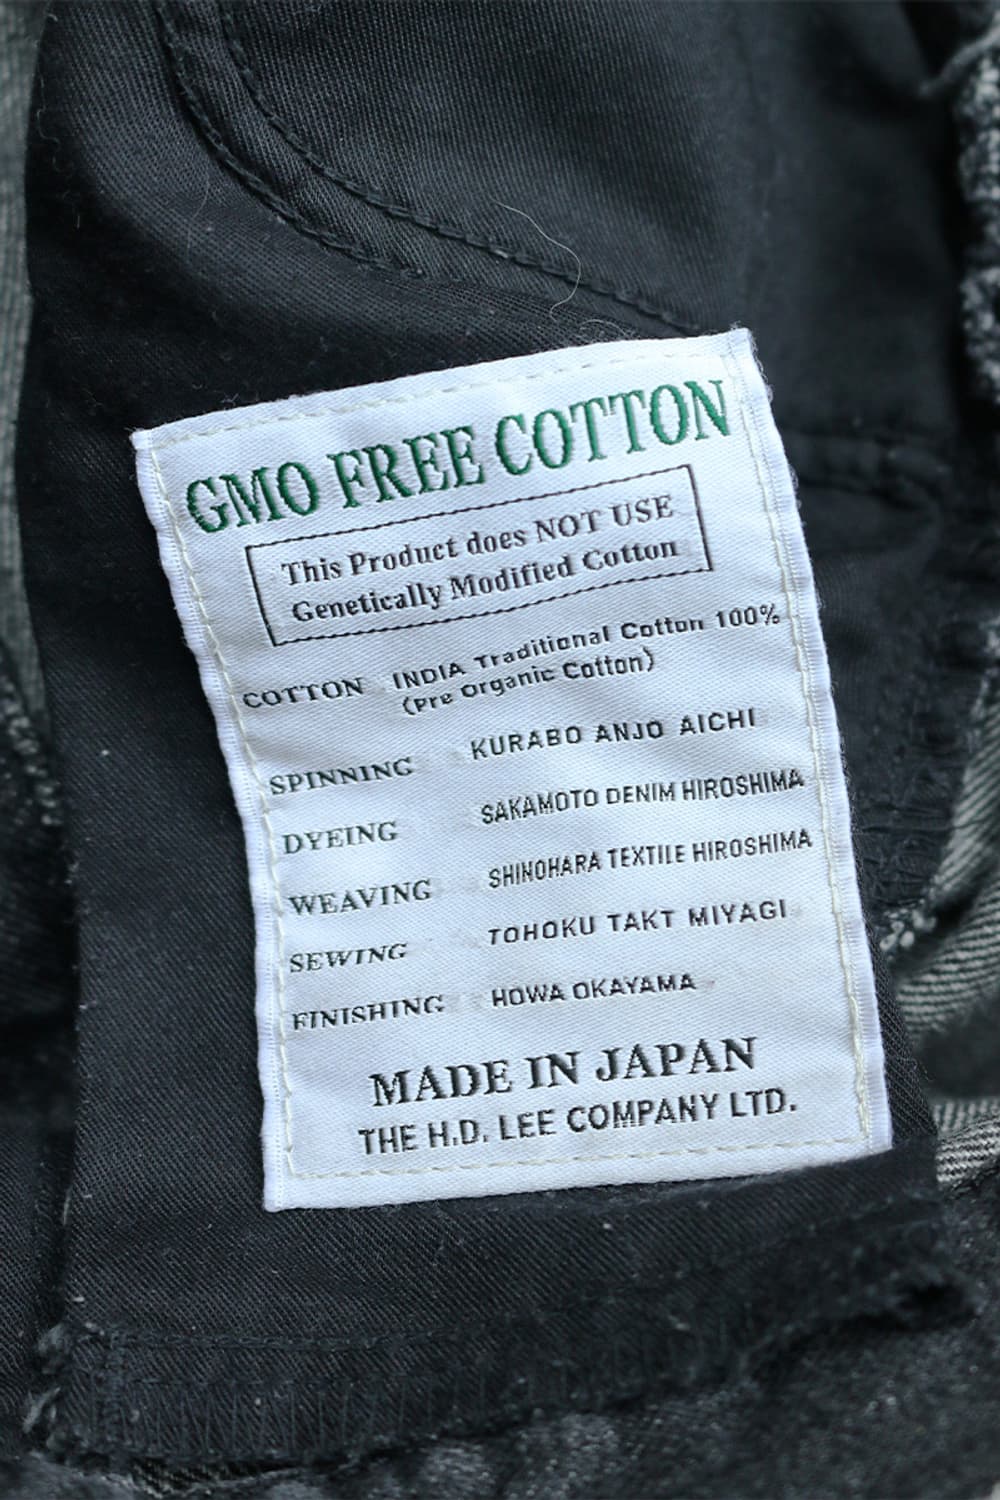 GMO FREE COTTON
This Product does NOT USE
Genetically Modified Cotton
COTTON INDIA Traditional Cotton 100%
(Pre Organic Cotton)
SPINNING KURABO ANJO AICHI
DYEING SAKAMOTO DENIM HIROSHIMA
WEAVING SHINOHARA TEXTILE HIROSHIMA
SEWING TOHOKU TAKT MIYAGI
FINISHING HOWA OKAYAMA
MADE IN JAPAN
THE H.D. LEE COMPANY LTD.